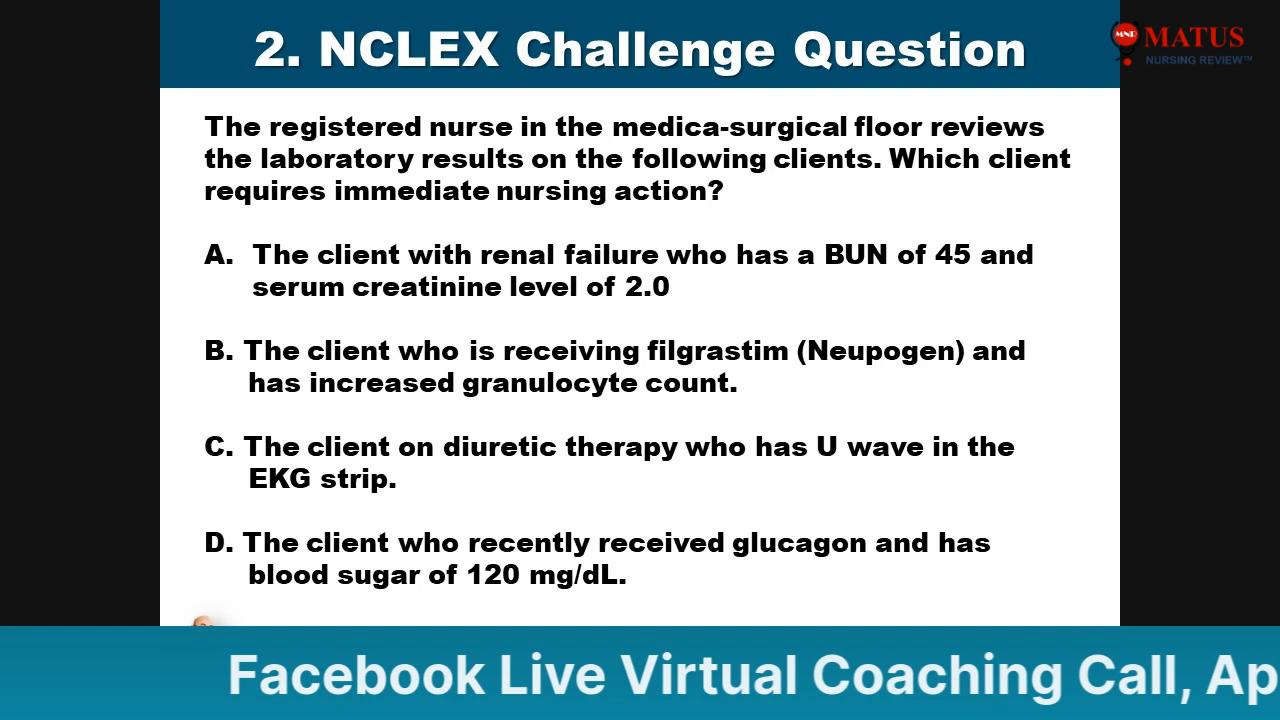 2. NCLEX Challenge Question
MNR MATUS
NURSING REVIEW™
The registered nurse in the medica-surgical floor reviews
the laboratory results on the following clients. Which client
requires immediate nursing action?
A. The client with renal failure who has a BUN of 45 and
serum creatinine level of 2.0
B. The client who is receiving filgrastim (Neupogen) and
has increased granulocyte count.
C. The client on diuretic therapy who has U wave in the
EKG strip.
D. The client who recently received glucagon and has
blood sugar of 120 mg/dL.
Facebook Live Virtual Coaching Call, Ap